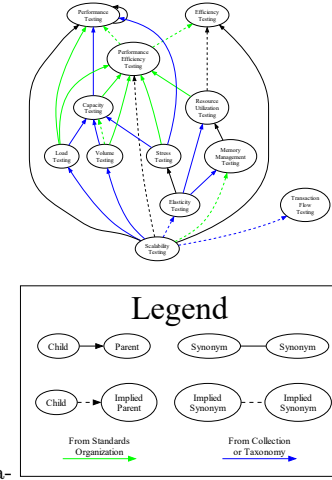 Performance
Testing
Efficiency
Testing
Performance
Efficiency
Testing
Capacity
Testing
Resource
Utilization
Testing
Load
Testing
Volume
Testing
Stress
Testing
Memory
Management
Testing
Elasticity
Testing
Transaction
Flow
Testing
Scalability
Testing
Legend
Child
Parent
Synonym
Synonym
Child
Implied
Parent
Implied
Synonym
Implied
Synonym
From Standards
Organization
From Collection
or Taxonomy
a-